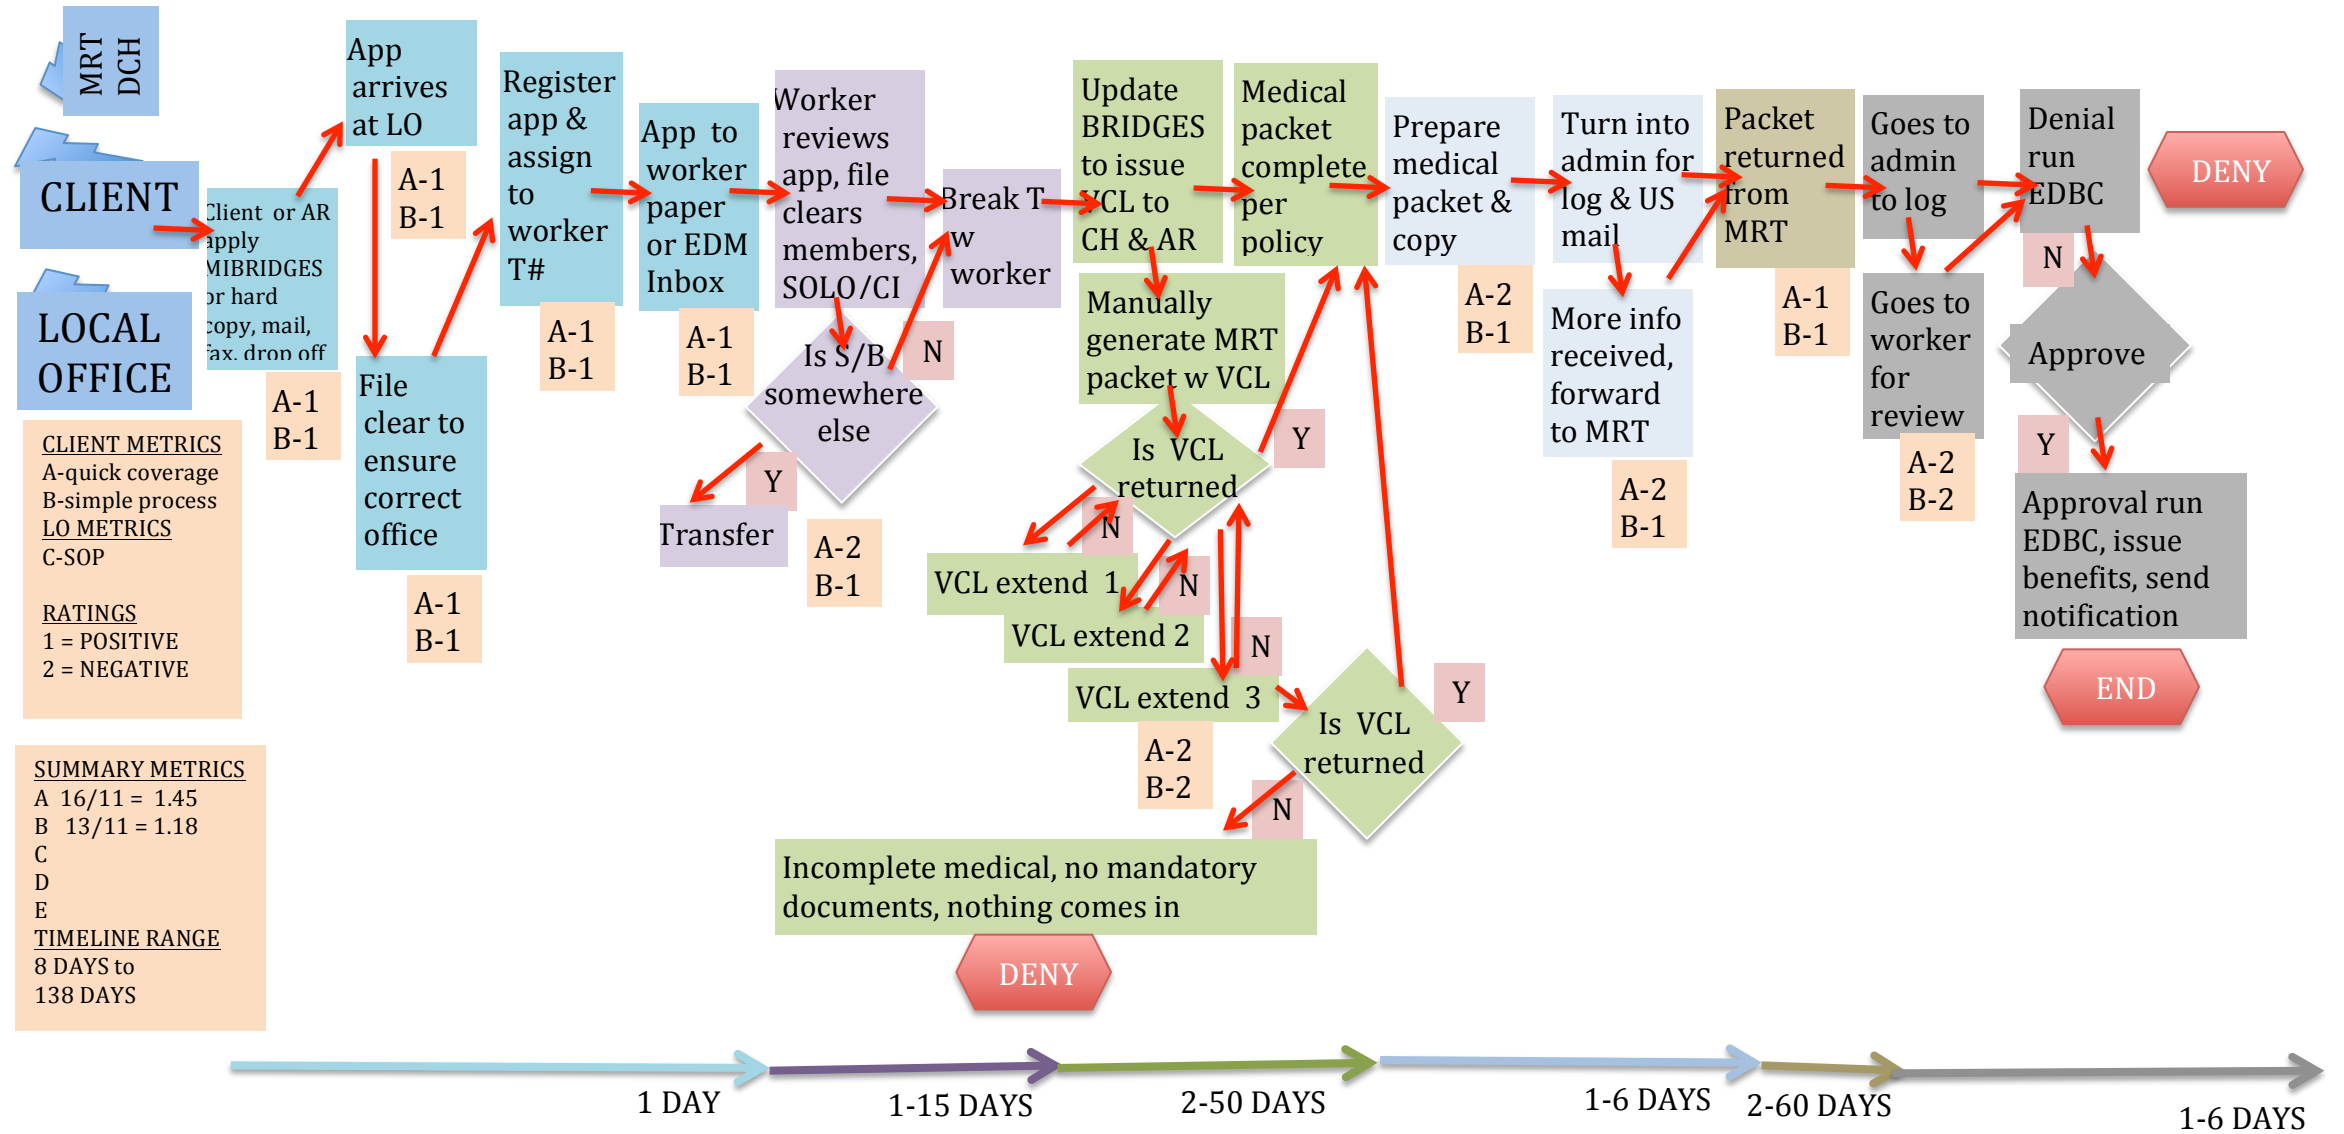 MRT
DCH
CLIENT
LOCAL
OFFICE
CLIENT METRICS
A-quick coverage
B-simple process
LO METRICS
C-SOP
RATINGS
1 = POSITIVE
2 = NEGATIVE
SUMMARY METRICS
A 16/11 = 1.45
B 13/11 = 1.18
C
D
E
TIMELINE RANGE
8 DAYS to
138 DAYS
Client or AR
apply
MIBRIDGES
or hard
copy, mail,
fax, drop off
A-1
B-1
App
arrives
at LO
A-1
B-1
File
clear to
ensure
correct
office
A-1
B-1
Register
app &
assign
to
worker
T#
A-1
B-1
App to
worker
paper
or EDM
Inbox
A-1
B-1
Worker
reviews
app, file
clears
members,
SOLO/CI
Is S/B
somewhere
else
N
Y
Transfer
A-2
B-1
Break T
w
worker
Update
BRIDGES
to issue
VCL to
CH & AR
Manually
generate MRT
packet w VCL
Is VCL
returned
Y
N
VCL extend 1
N
VCL extend 2
N
VCL extend 3
A-2
B-2
Is VCL
returned
Y
N
Incomplete medical, no mandatory
documents, nothing comes in
DENY
Medical
packet
complete
per
policy
Prepare
medical
packet &
copy
A-2
B-1
Turn into
admin for
log & US
mail
More info
received,
forward
to MRT
A-2
B-1
Packet
returned
from
MRT
A-1
B-1
Goes to
admin
to log
Goes to
worker
for
review
A-2
B-2
Denial
run
EDBC
DENY
N
Approve
Y
Approval run
EDBC, issue
benefits, send
notification
END
1 DAY
1-15 DAYS
2-50 DAYS
1-6 DAYS
2-60 DAYS
1-6 DAYS